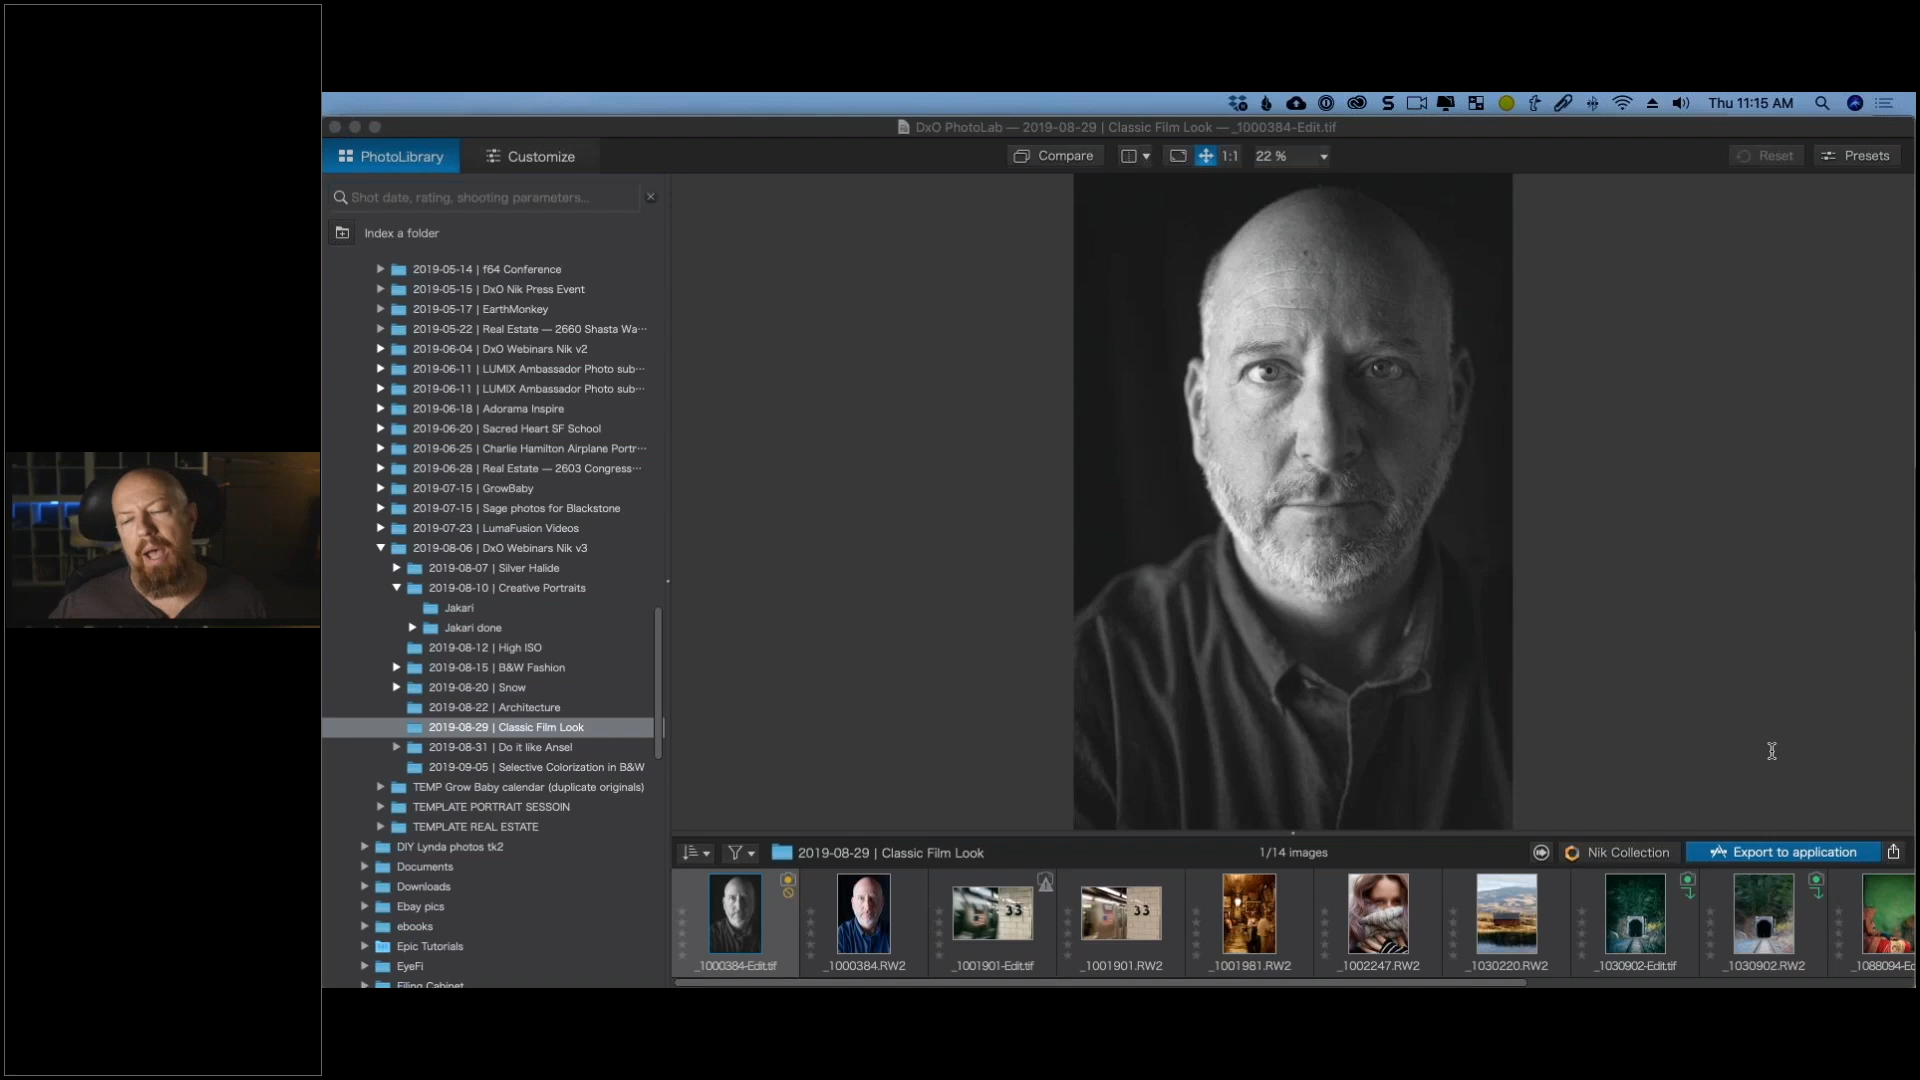 Thu 11:15 AM
DxO PhotoLab — 2019-08-29 | Classic Film Look — _1000384-Edit.tif
PhotoLibrary
Customize
Compare
1:1
22 %
Reset
Presets
Shot date, rating, shooting parameters...
Index a folder
2019-05-14 | f64 Conference
2019-05-15 | DxO Nik Press Event
2019-05-17 | EarthMonkey
2019-05-22 | Real Estate — 2660 Shasta Wa···
2019-06-04 | DxO Webinars Nik v2
2019-06-11 | LUMIX Ambassador Photo sub···
2019-06-11 | LUMIX Ambassador Photo sub···
2019-06-18 | Adorama Inspire
2019-06-20 | Sacred Heart SF School
2019-06-25 | Charlie Hamilton Airplane Portr···
2019-06-28 | Real Estate — 2603 Congress···
2019-07-15 | GrowBaby
2019-07-15 | Sage photos for Blackstone
2019-07-23 | LumaFusion Videos
2019-08-06 | DxO Webinars Nik v3
2019-08-07 | Silver Halide
2019-08-10 | Creative Portraits
Jakari
Jakari done
2019-08-12 | High ISO
2019-08-15 | B&W Fashion
2019-08-20 | Snow
2019-08-22 | Architecture
2019-08-29 | Classic Film Look
2019-08-31 | Do it like Ansel
2019-09-05 | Selective Colorization in B&W
TEMP Grow Baby calendar (duplicate originals)
TEMPLATE PORTRAIT SESSOIN
TEMPLATE REAL ESTATE
DIY Lynda photos tk2
Documents
Downloads
Ebay pics
ebooks
Epic Tutorials
EyeFi
Filing Cabinet
2019-08-29 | Classic Film Look
1/14 images
Nik Collection
Export to application
33
33
_1000384-Edit.tif
_1000384.RW2
_1001901-Edit.tif
_1001901.RW2
_1001981.RW2
_1002247.RW2
_1030220.RW2
_1030902-Edit.tif
_1030902.RW2
_1088094-Ec